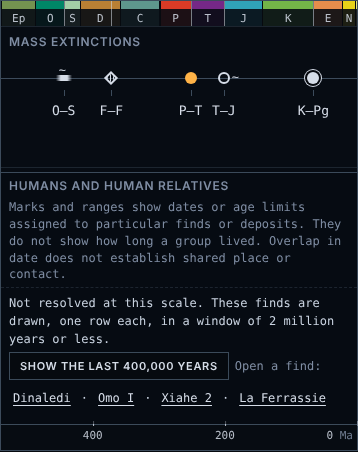 Ep O S D C P T J K E N
MASS EXTINCTIONS
~ ~
O–S F–F P–T T–J K–Pg
HUMANS AND HUMAN RELATIVES
Marks and ranges show dates or age limits
assigned to particular finds or deposits. They
do not show how long a group lived. Overlap in
date does not establish shared place or
contact.
Not resolved at this scale. These finds are
drawn, one row each, in a window of 2 million
years or less.
SHOW THE LAST 400,000 YEARS Open a find:
Dinaledi · Omo I · Xiahe 2 · La Ferrassie
400 200 0 Ma